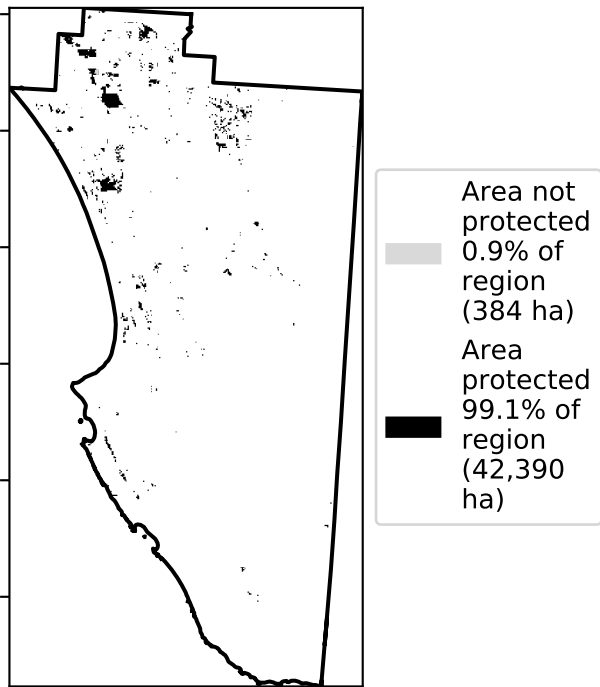 Area not
protected
0.9% of
region
(384 ha)
Area
protected
99.1% of
region
(42,390
ha)